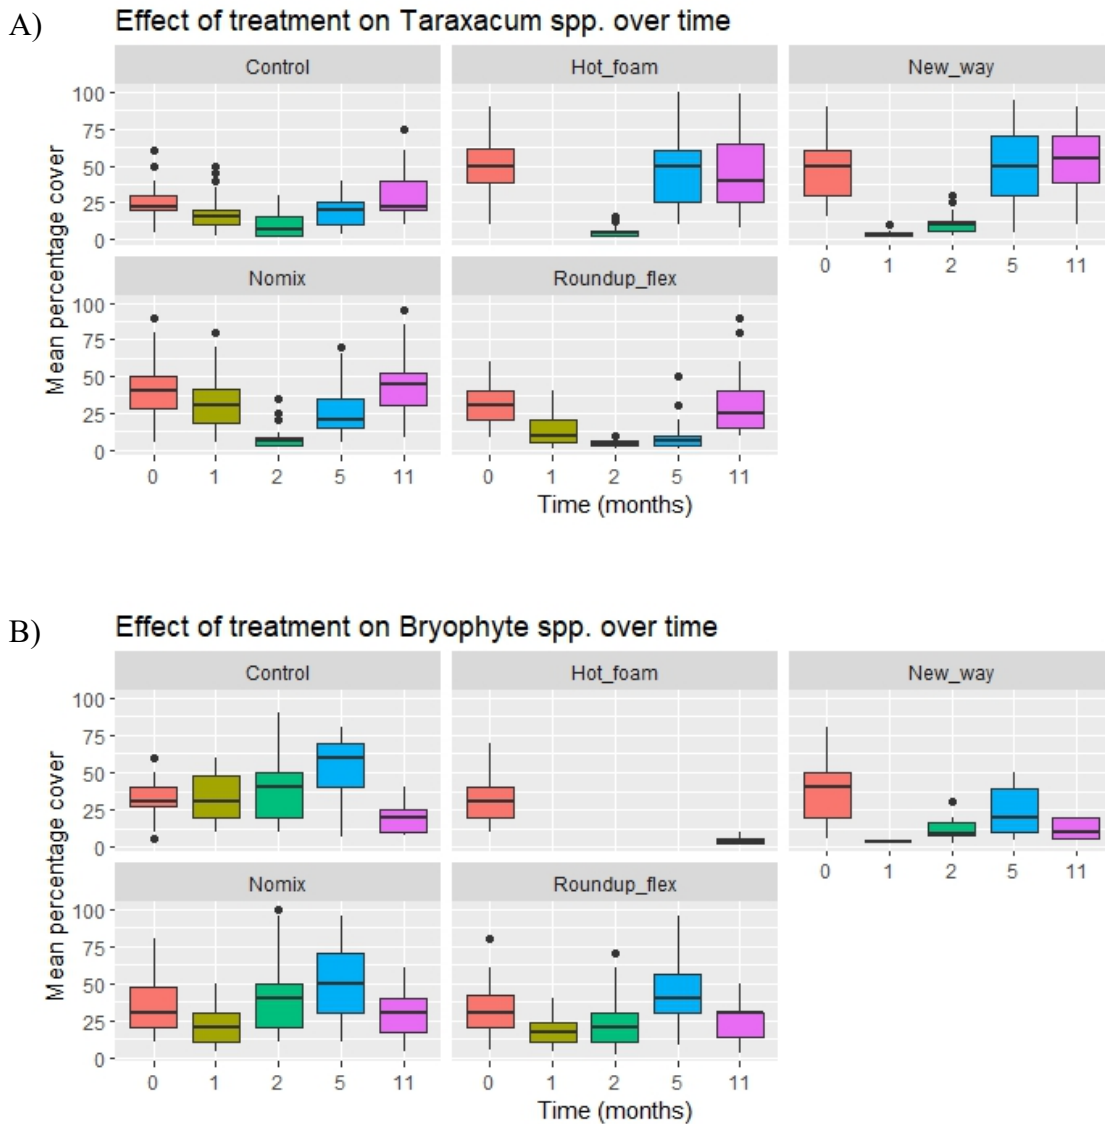 A)
Effect of treatment on Taraxacum spp. over time
Control Hot_foam New_way
100
75
50
25
0
0 1 2 5 11
Nomix Roundup_flex
100
75
50
25
0
0 1 2 5 11 0 1 2 5 11
Mean percentage cover
Time (months)
B)
Effect of treatment on Bryophyte spp. over time
Control Hot_foam New_way
100
75
50
25
0
0 1 2 5 11
Nomix Roundup_flex
100
75
50
25
0
0 1 2 5 11 0 1 2 5 11
Mean percentage cover
Time (months)